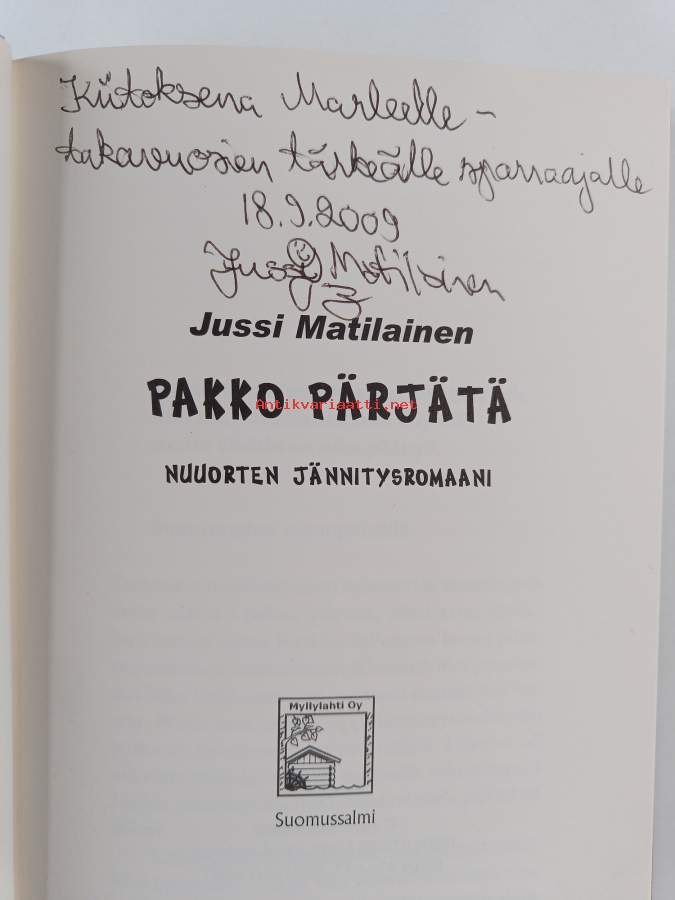 Kiitoksena Marleelle –
takavuosien tärkeälle sparraajalle
18.9.2009
Jussi Matilainen
Jussi Matilainen
PAKKO PÄRJÄTÄ
Antikvariaatti.net
NUUORTEN JÄNNITYSROMAANI
Myllylahti Oy
Suomussalmi